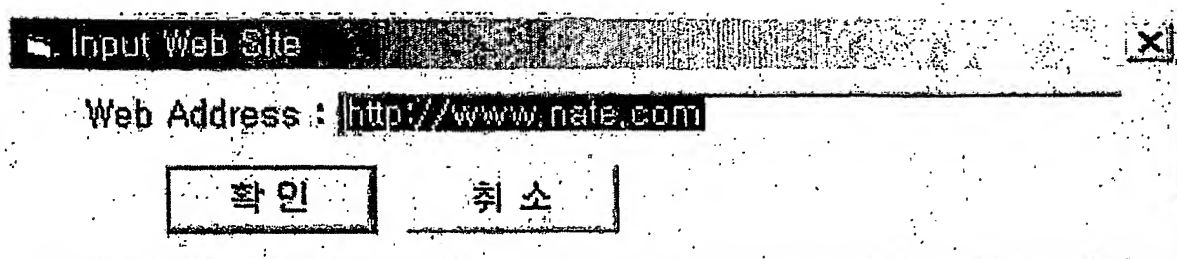 Input Web Site
Web Address : http://www.nate.com
확 인 취 소